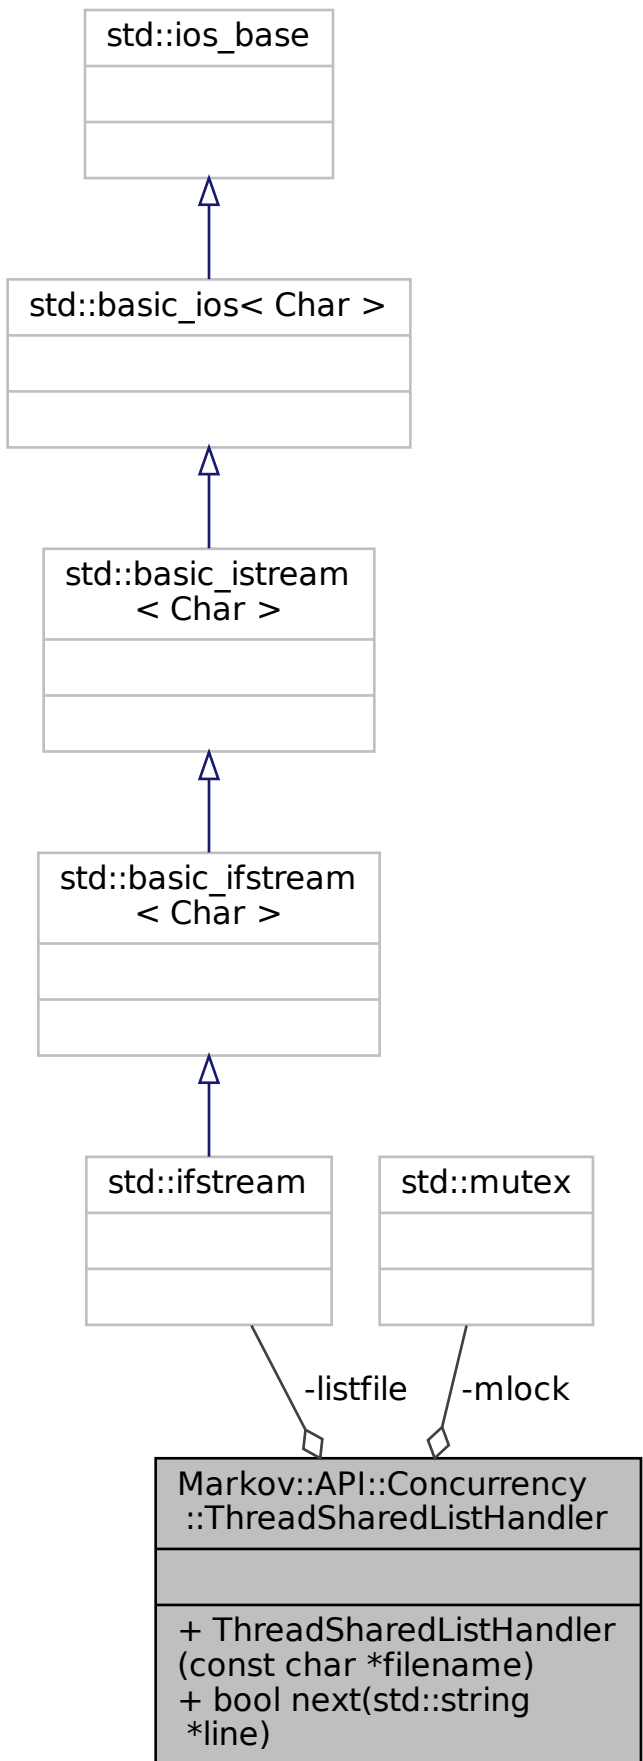 std::ios_base
std::basic_ios< Char >
std::basic_istream
< Char >
std::basic_ifstream
< Char >
std::ifstream
std::mutex
-listfile
-mlock
Markov::API::Concurrency
::ThreadSharedListHandler
+ ThreadSharedListHandler
(const char *filename)
+ bool next(std::string
*line)